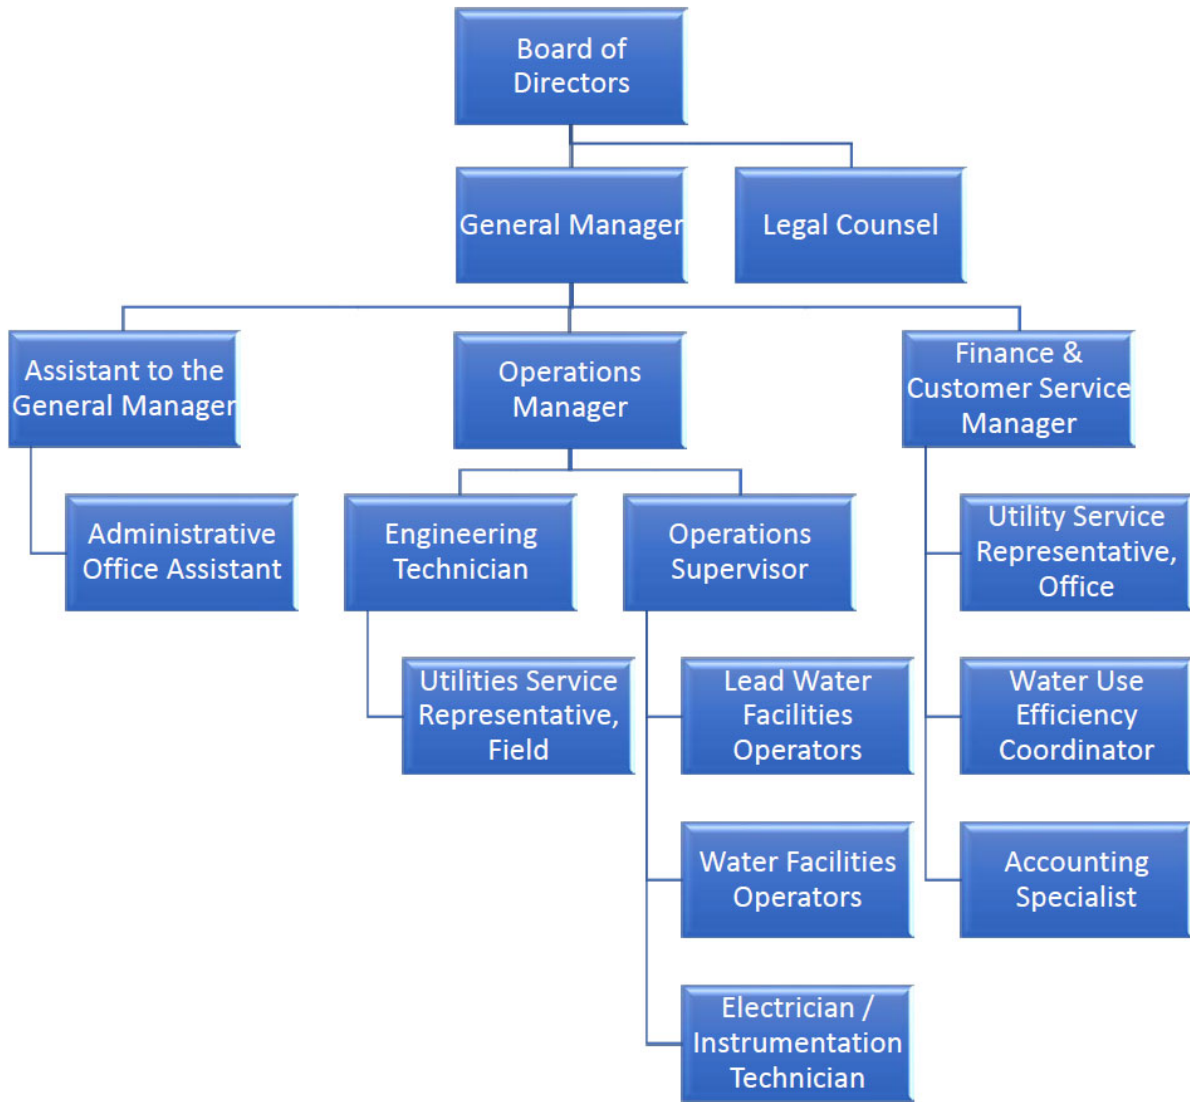 Board of
Directors
General Manager
Legal Counsel
Assistant to the
General Manager
Operations
Manager
Finance &
Customer Service
Manager
Administrative
Office Assistant
Engineering
Technician
Operations
Supervisor
Utility Service
Representative,
Office
Utilities Service
Representative,
Field
Lead Water
Facilities
Operators
Water Use
Efficiency
Coordinator
Water Facilities
Operators
Accounting
Specialist
Electrician /
Instrumentation
Technician